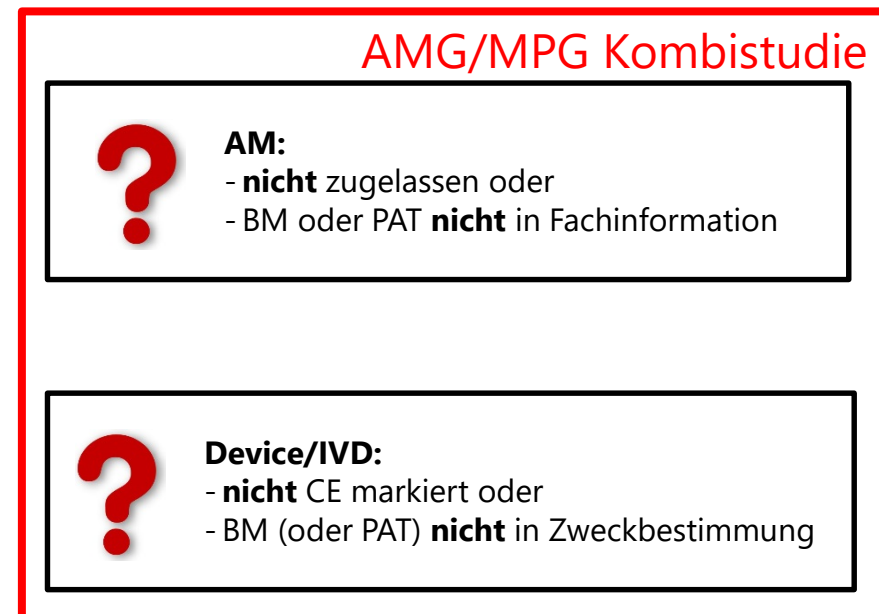 AMG/MPG Kombistudie
?
AM:
- nicht zugelassen oder
- BM oder PAT nicht in Fachinformation
?
Device/IVD:
- nicht CE markiert oder
- BM (oder PAT) nicht in Zweckbestimmung